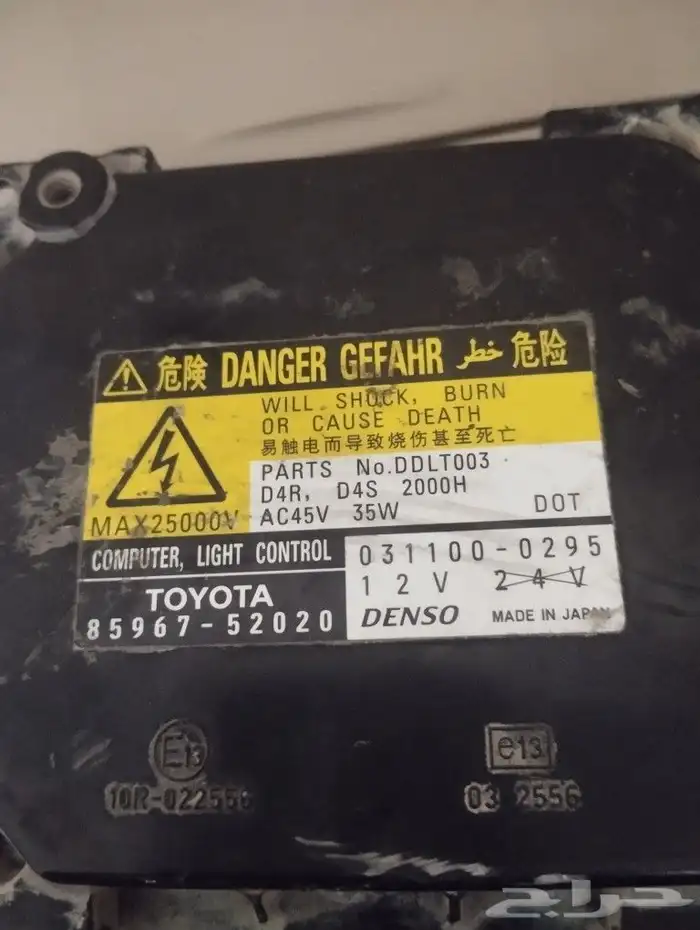 危険 DANGER GEFAHR خطر 危险
WILL SHOCK, BURN
OR CAUSE DEATH
易触电而导致烧伤甚至死亡
MAX25000V
PARTS No.DDLT003
D4R, D4S 2000H
AC45V 35W DOT
COMPUTER, LIGHT CONTROL
TOYOTA
85967-52020
031100-0295
12V 24V
DENSO MADE IN JAPAN
E13
10R-022556
e13
03 2556
حراج